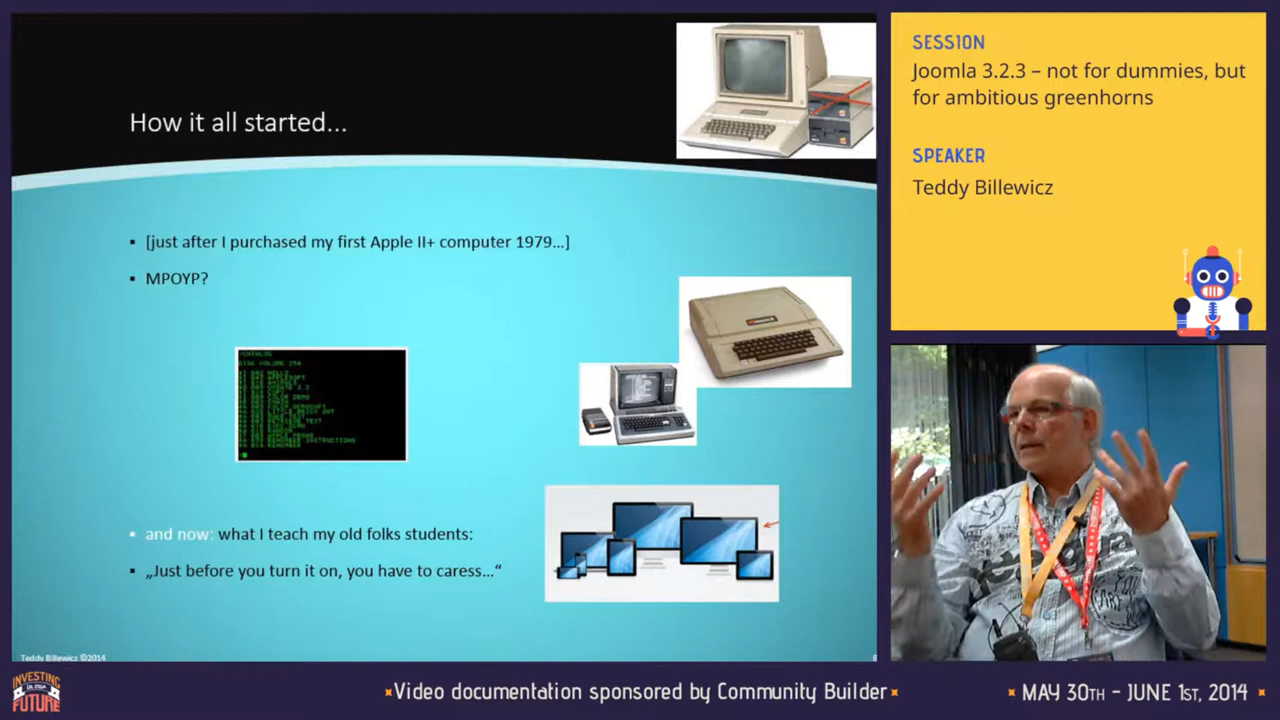 How it all started...
▪ [just after I purchased my first Apple II+ computer 1979...]
▪ MPOYP?
▪ and now: what I teach my old folks students:
▪ „Just before you turn it on, you have to caress...“
Teddy Billewicz ©2014
8
SESSION
Joomla 3.2.3 – not for dummies, but
for ambitious greenhorns
SPEAKER
Teddy Billewicz
INVESTING
IN OUR
FUTURE
Video documentation sponsored by Community Builder
MAY 30TH - JUNE 1ST, 2014